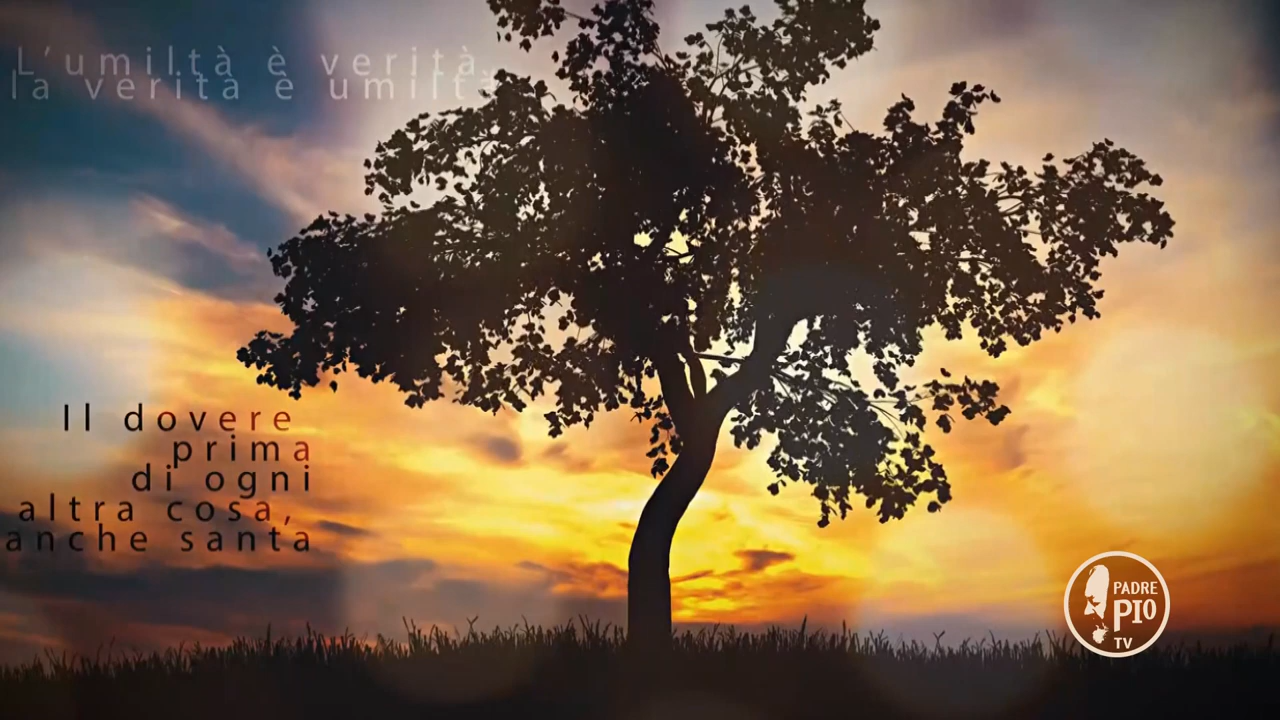 L'umiltà è verità,
la verità è umiltà
Il dovere
prima
di ogni
altra cosa,
anche santa
PADRE
PIO
TV